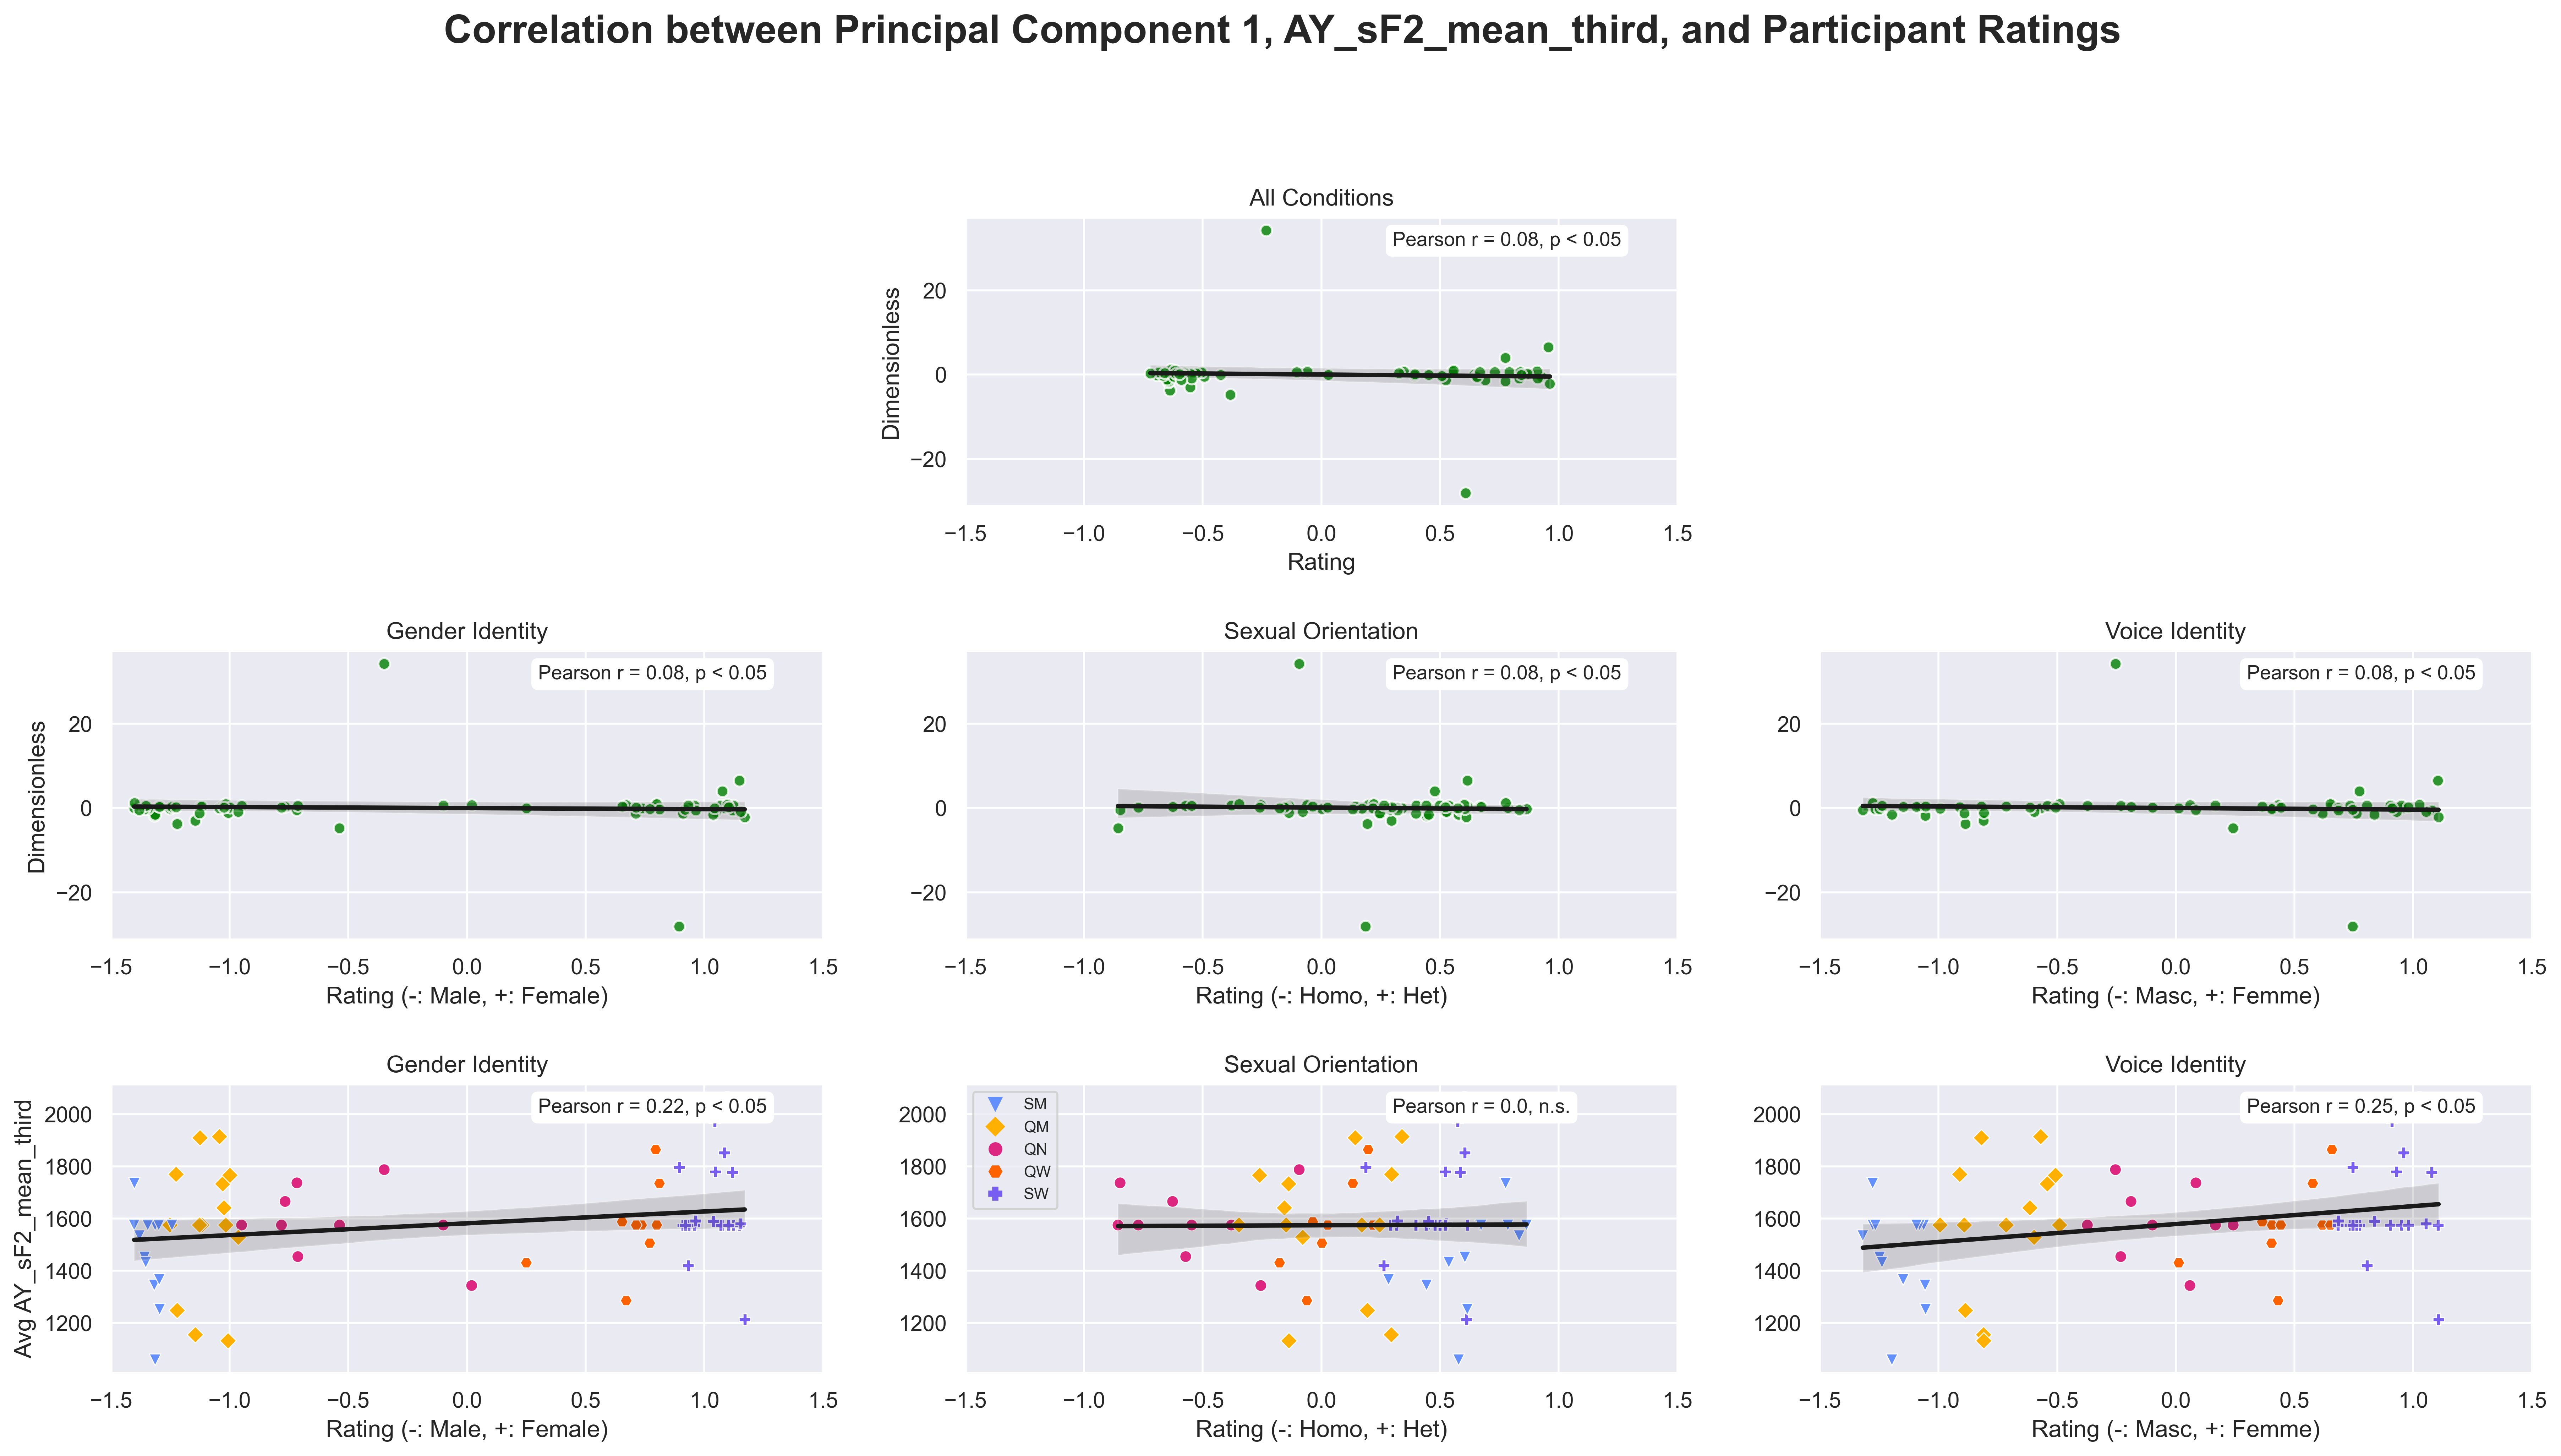 Correlation between Principal Component 1, AY_sF2_mean_third, and Participant Ratings
All Conditions
Pearson r = 0.08, p < 0.05
Dimensionless
20
0
−20
−1.5 −1.0 −0.5 0.0 0.5 1.0 1.5
Rating
Gender Identity
Pearson r = 0.08, p < 0.05
Dimensionless
20
0
−20
−1.5 −1.0 −0.5 0.0 0.5 1.0 1.5
Rating (-: Male, +: Female)
Sexual Orientation
Pearson r = 0.08, p < 0.05
20
0
−20
−1.5 −1.0 −0.5 0.0 0.5 1.0 1.5
Rating (-: Homo, +: Het)
Voice Identity
Pearson r = 0.08, p < 0.05
20
0
−20
−1.5 −1.0 −0.5 0.0 0.5 1.0 1.5
Rating (-: Masc, +: Femme)
Gender Identity
Pearson r = 0.22, p < 0.05
Avg AY_sF2_mean_third
2000
1800
1600
1400
1200
−1.5 −1.0 −0.5 0.0 0.5 1.0 1.5
Rating (-: Male, +: Female)
Sexual Orientation
Pearson r = 0.0, n.s.
SM
QM
QN
QW
SW
2000
1800
1600
1400
1200
−1.5 −1.0 −0.5 0.0 0.5 1.0 1.5
Rating (-: Homo, +: Het)
Voice Identity
Pearson r = 0.25, p < 0.05
2000
1800
1600
1400
1200
−1.5 −1.0 −0.5 0.0 0.5 1.0 1.5
Rating (-: Masc, +: Femme)